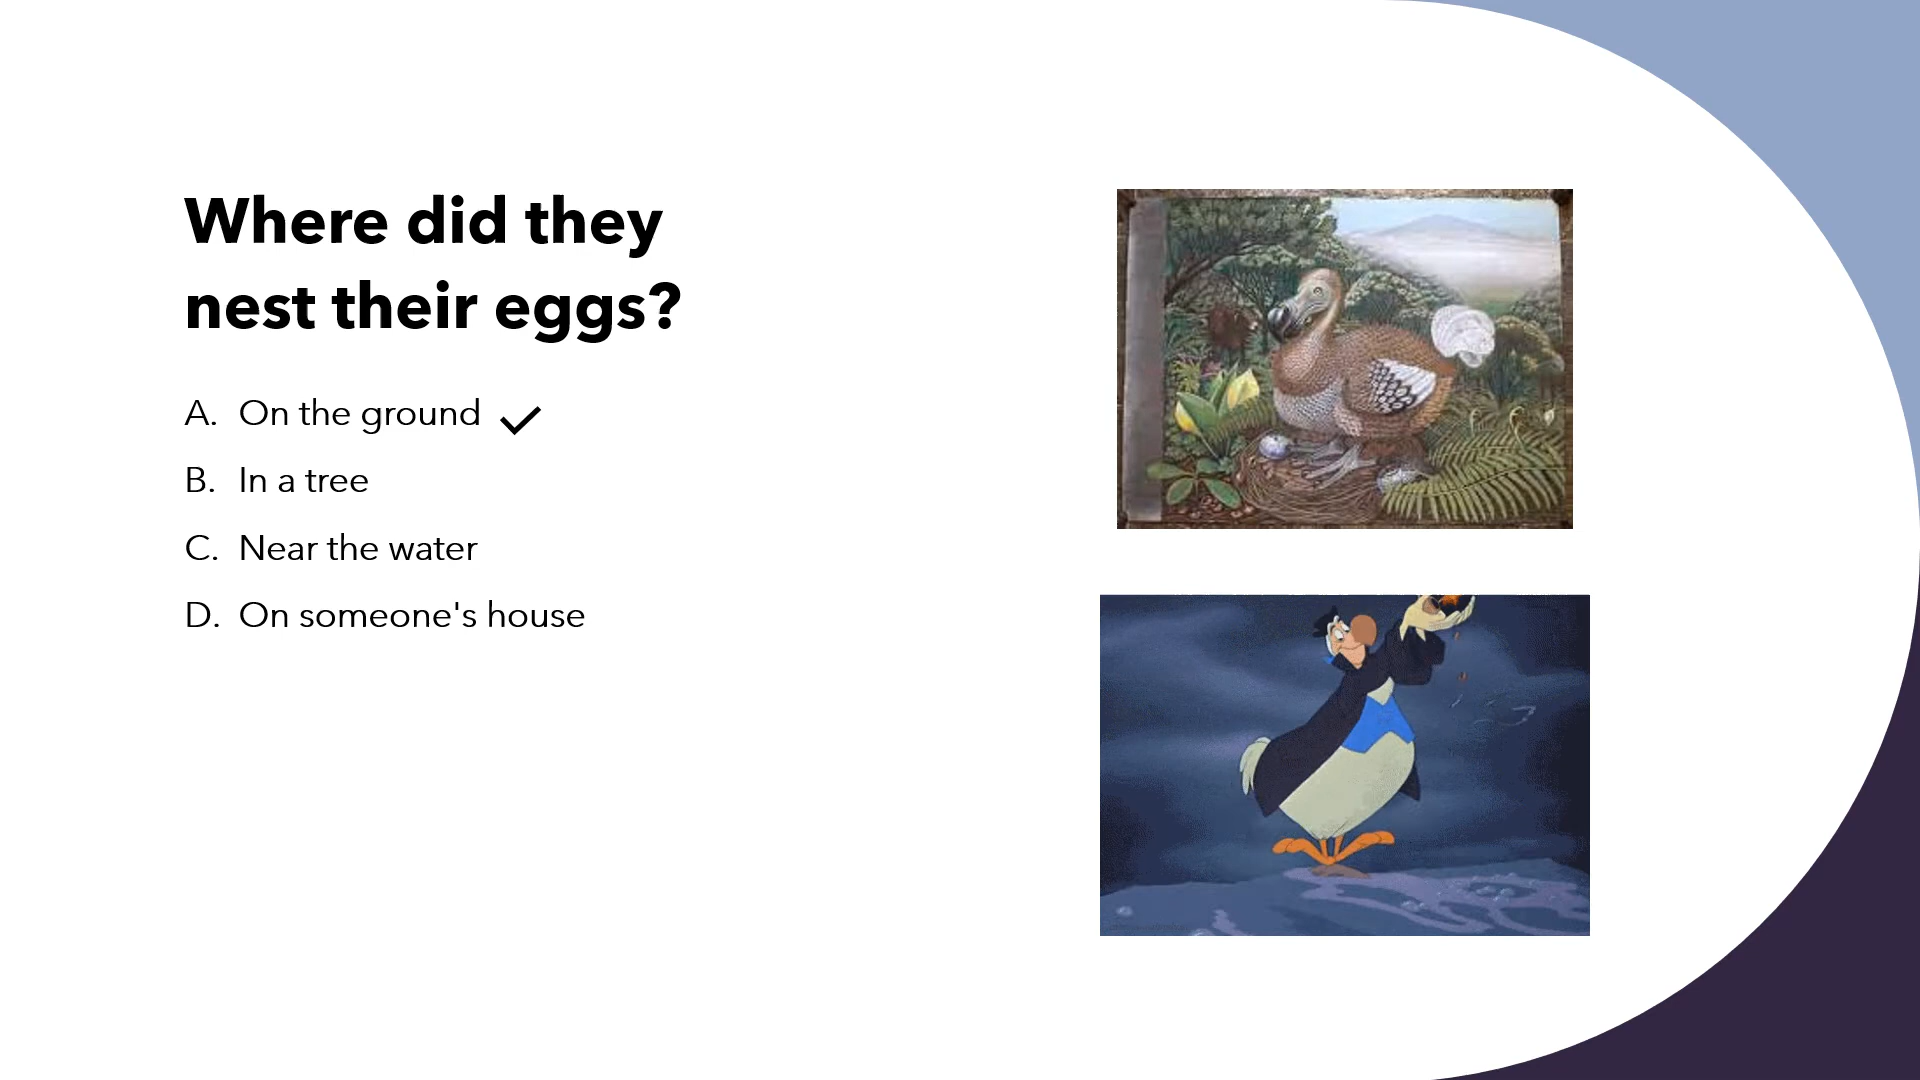 Where did they
nest their eggs?
A. On the ground
B. In a tree
C. Near the water
D. On someone's house